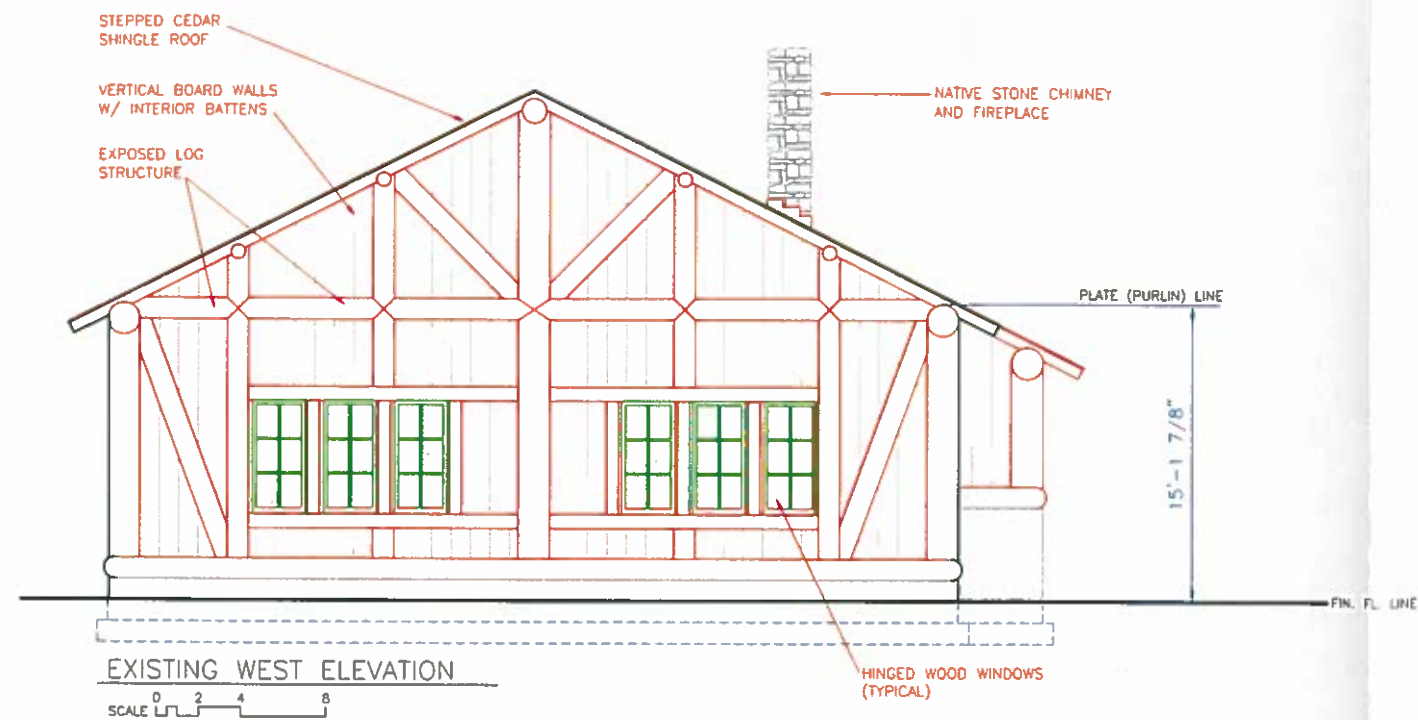 STEPPED CEDAR
SHINGLE ROOF
VERTICAL BOARD WALLS
W/ INTERIOR BATTENS
EXPOSED LOG
STRUCTURE
NATIVE STONE CHIMNEY
AND FIREPLACE
PLATE (PURLIN) LINE
15'-1 7/8"
FIN. FL. LINE
HINGED WOOD WINDOWS
(TYPICAL)
EXISTING WEST ELEVATION
SCALE 0 2 4 8